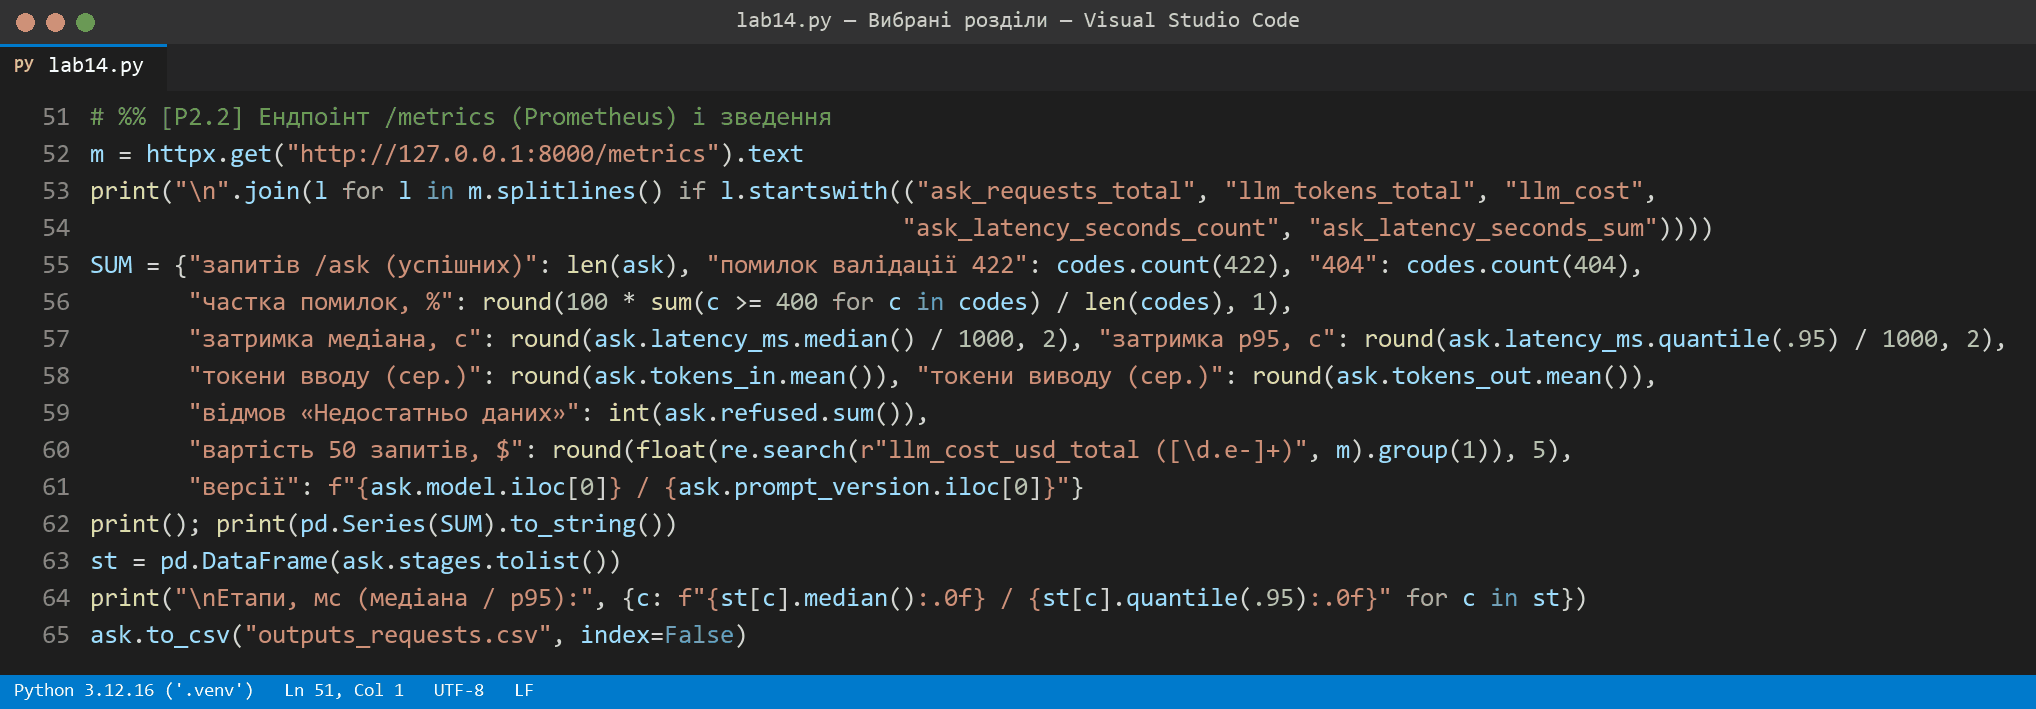 lab14.py — Вибрані розділи — Visual Studio Code
PY lab14.py
51 # %% [P2.2] Ендпоінт /metrics (Prometheus) і зведення
52 m = httpx.get("http://127.0.0.1:8000/metrics").text
53 print("\n".join(l for l in m.splitlines() if l.startswith(("ask_requests_total", "llm_tokens_total", "llm_cost",
54                                                           "ask_latency_seconds_count", "ask_latency_seconds_sum"))))
55 SUM = {"запитів /ask (успішних)": len(ask), "помилок валідації 422": codes.count(422), "404": codes.count(404),
56        "частка помилок, %": round(100 * sum(c >= 400 for c in codes) / len(codes), 1),
57        "затримка медіана, с": round(ask.latency_ms.median() / 1000, 2), "затримка p95, с": round(ask.latency_ms.quantile(.95) / 1000, 2),
58        "токени вводу (сер.)": round(ask.tokens_in.mean()), "токени виводу (сер.)": round(ask.tokens_out.mean()),
59        "відмов «Недостатньо даних»": int(ask.refused.sum()),
60        "вартість 50 запитів, $": round(float(re.search(r"llm_cost_usd_total ([\d.e-]+)", m).group(1)), 5),
61        "версії": f"{ask.model.iloc[0]} / {ask.prompt_version.iloc[0]}"}
62 print(); print(pd.Series(SUM).to_string())
63 st = pd.DataFrame(ask.stages.tolist())
64 print("\nЕтапи, мс (медіана / p95):", {c: f"{st[c].median():.0f} / {st[c].quantile(.95):.0f}" for c in st})
65 ask.to_csv("outputs_requests.csv", index=False)
Python 3.12.16 ('.venv') Ln 51, Col 1 UTF-8 LF